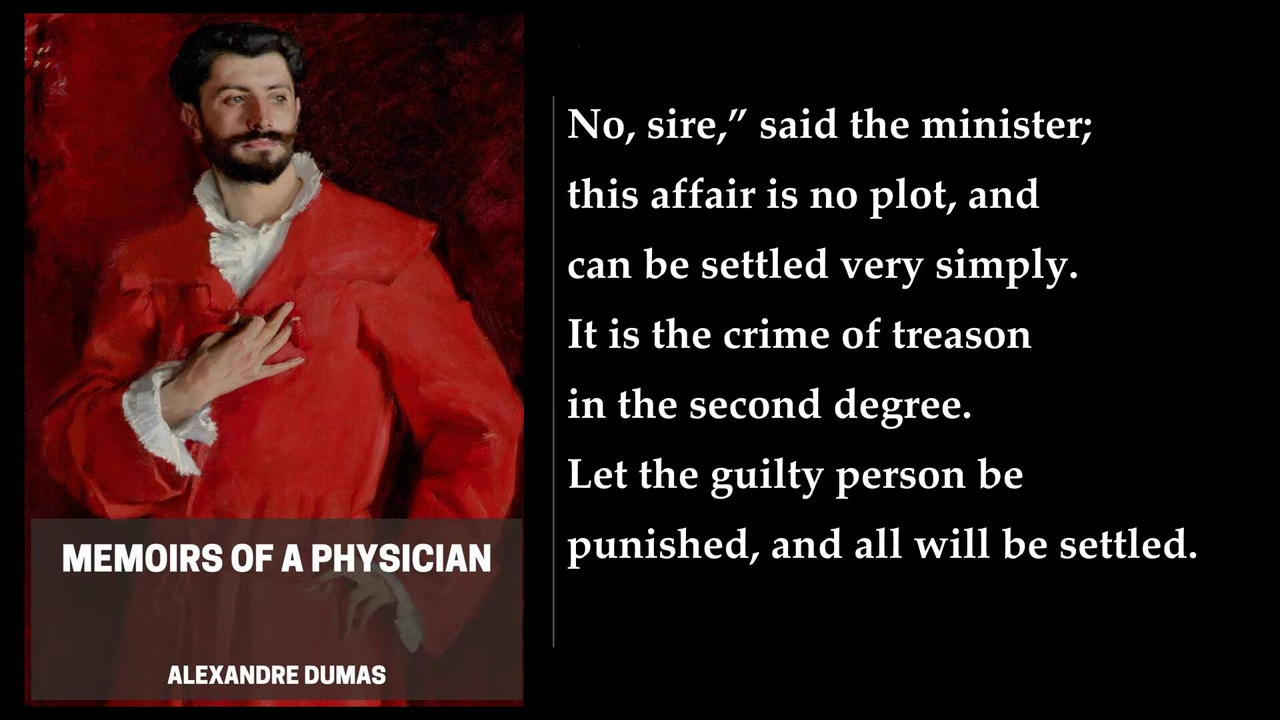 MEMOIRS OF A PHYSICIAN
ALEXANDRE DUMAS
No, sire,” said the minister;
this affair is no plot, and
can be settled very simply.
It is the crime of treason
in the second degree.
Let the guilty person be
punished, and all will be settled.